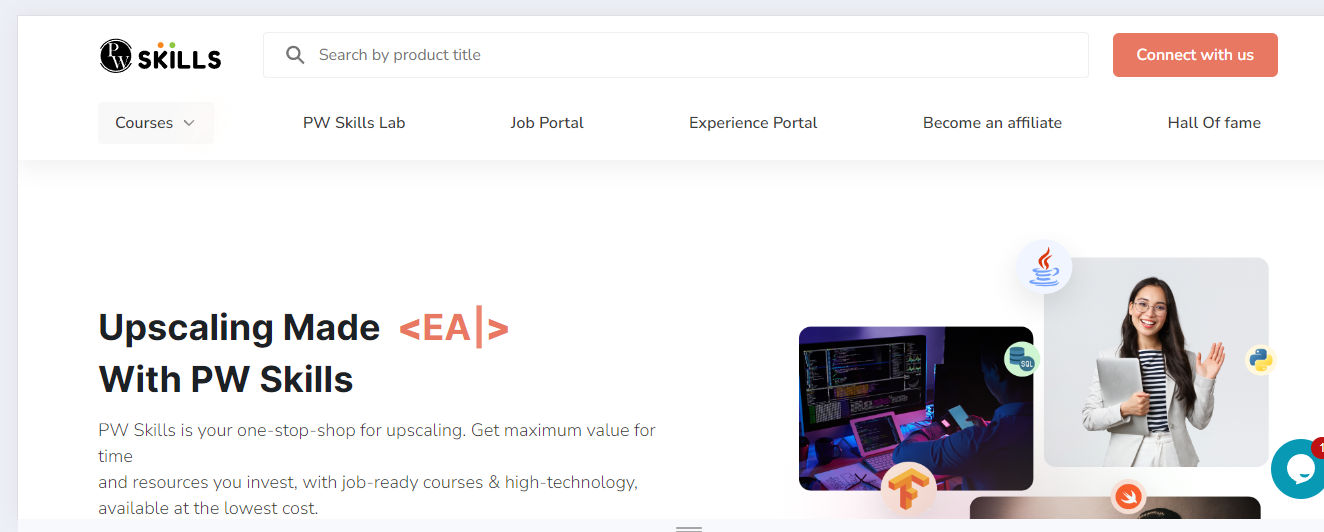 PW SKILLS
Search by product title
Connect with us
Courses
PW Skills Lab
Job Portal
Experience Portal
Become an affiliate
Hall Of fame
Upscaling Made <EA|>
With PW Skills
PW Skills is your one-stop-shop for upscaling. Get maximum value for
time
and resources you invest, with job-ready courses & high-technology,
available at the lowest cost.
SQL
1